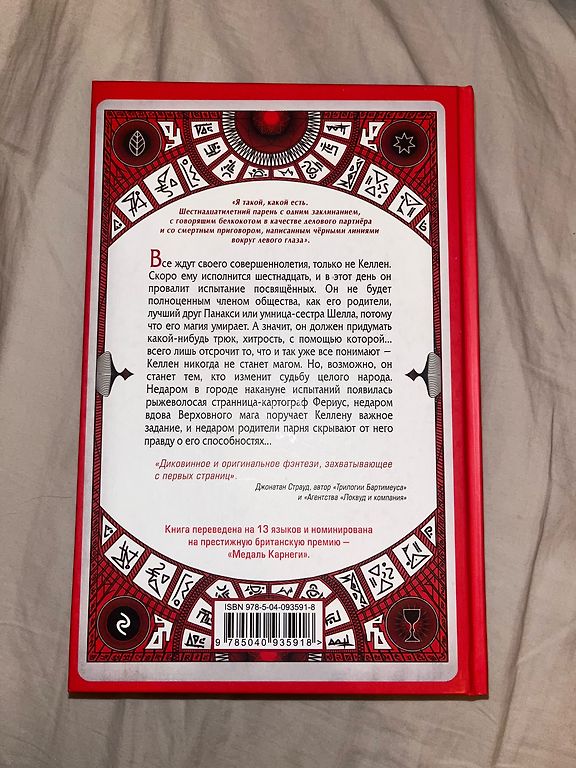 «Я такой, какой есть.
Шестнадцатилетний парень с одним заклинанием,
с говорящим белкокотом в качестве делового партнёра
и со смертным приговором, написанным чёрными линиями
вокруг левого глаза».
Все ждут своего совершеннолетия, только не Келлен.
Скоро ему исполнится шестнадцать, и в этот день он
провалит испытание посвящённых. Он не будет
полноценным членом общества, как его родители,
лучший друг Панакси или умница-сестра Шелла, потому
что его магия умирает. А значит, он должен придумать
какой-нибудь трюк, хитрость, с помощью которой...
всего лишь отсрочит то, что и так уже все понимают –
Келлен никогда не станет магом. Но, возможно, он
станет тем, кто изменит судьбу целого народа.
Недаром в городе накануне испытаний появилась
рыжеволосая странница-картограф Фериус, недаром
вдова Верховного мага поручает Келлену важное
задание, и недаром родители парня скрывают от него
правду о его способностях...
«Диковинное и оригинальное фэнтези, захватывающее
с первых страниц».
Джонатан Страуд, автор «Трилогии Бартимеуса»
и «Агентства «Локвуд и компания»
Книга переведена на 13 языков и номинирована
на престижную британскую премию –
«Медаль Карнеги».
ISBN 978-5-04-093591-8
9 785040 935918 >